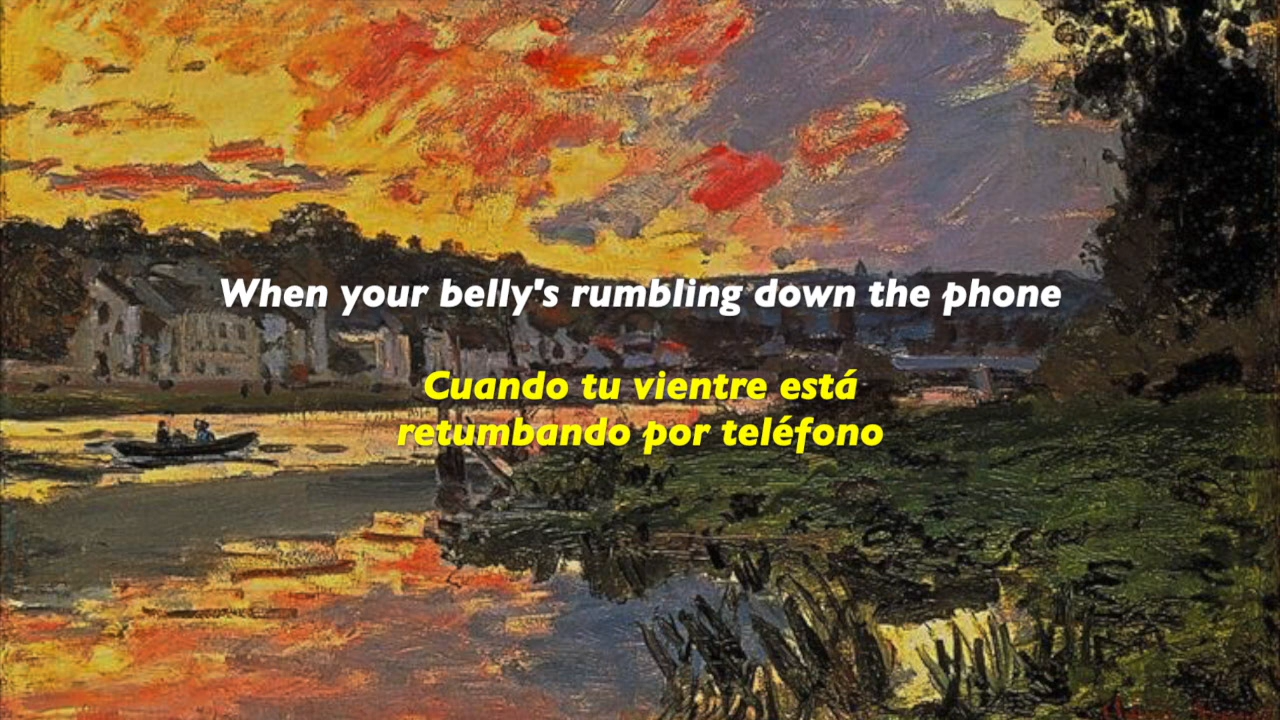 When your belly's rumbling down the phone
Cuando tu vientre está
retumbando por teléfono